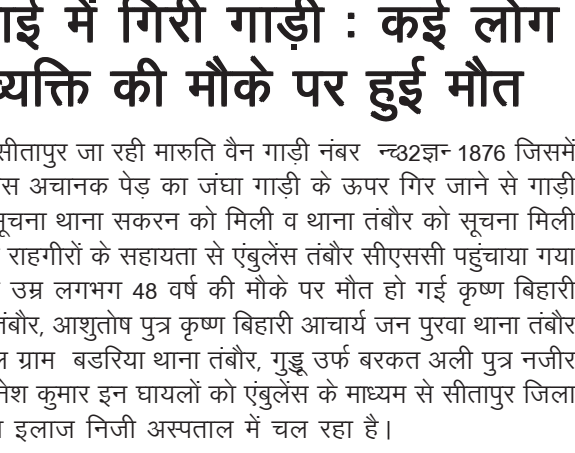 ई में गिरी गाड़ी : कई लोग
व्यक्ति की मौके पर हुई मौत
सीतापुर जा रही मारुति वैन गाड़ी नंबर न्च32ज्ञन्1876 जिसमें
अचानक पेड़ का जंघा गाड़ी के ऊपर गिर जाने से गाड़ी
सूचना थाना सकरन को मिली व थाना तंबौर को सूचना मिली
राहगीरों के सहायता से एंबुलेंस तंबौर सीएससी पहुंचाया गया
उम्र लगभग 48 वर्ष की मौके पर मौत हो गई कृष्ण बिहारी
तंबौर, आशुतोष पुत्र कृष्ण बिहारी आचार्य जन पुरवा थाना तंबौर
ग्राम बडरिया थाना तंबौर, गुड्डू उर्फ बरकत अली पुत्र नजीर
नेश कुमार इन घायलों को एंबुलेंस के माध्यम से सीतापुर जिला
इलाज निजी अस्पताल में चल रहा है।